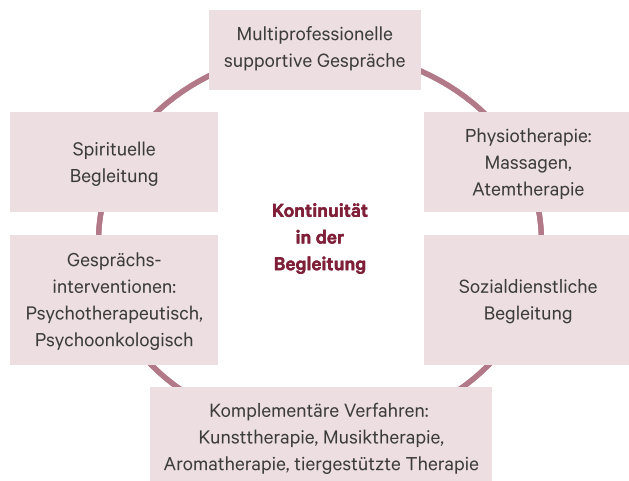 Multiprofessionelle
supportive Gespräche
Physiotherapie:
Massagen,
Atemtherapie
Sozialdienstliche
Begleitung
Komplementäre Verfahren:
Kunsttherapie, Musiktherapie,
Aromatherapie, tiergestützte Therapie
Gesprächs-
interventionen:
Psychotherapeutisch,
Psychoonkologisch
Spirituelle
Begleitung
Kontinuität
in der
Begleitung